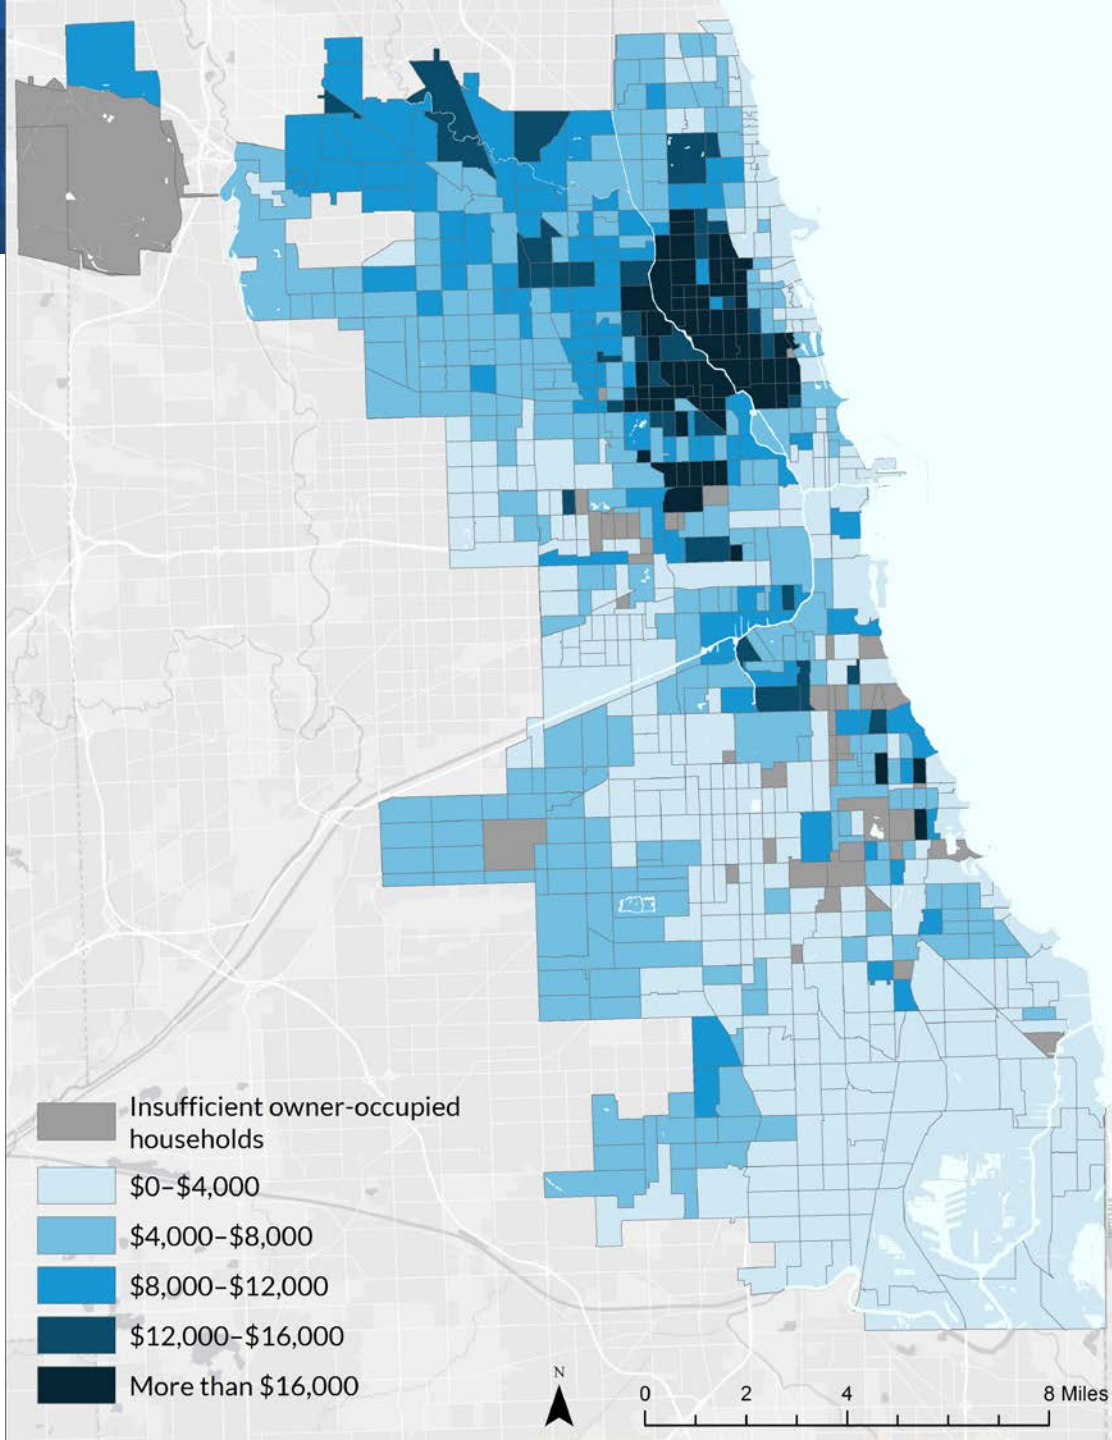 Insufficient owner-occupied
households
$0–$4,000
$4,000–$8,000
$8,000–$12,000
$12,000–$16,000
More than $16,000
N
0 2 4 8 Miles